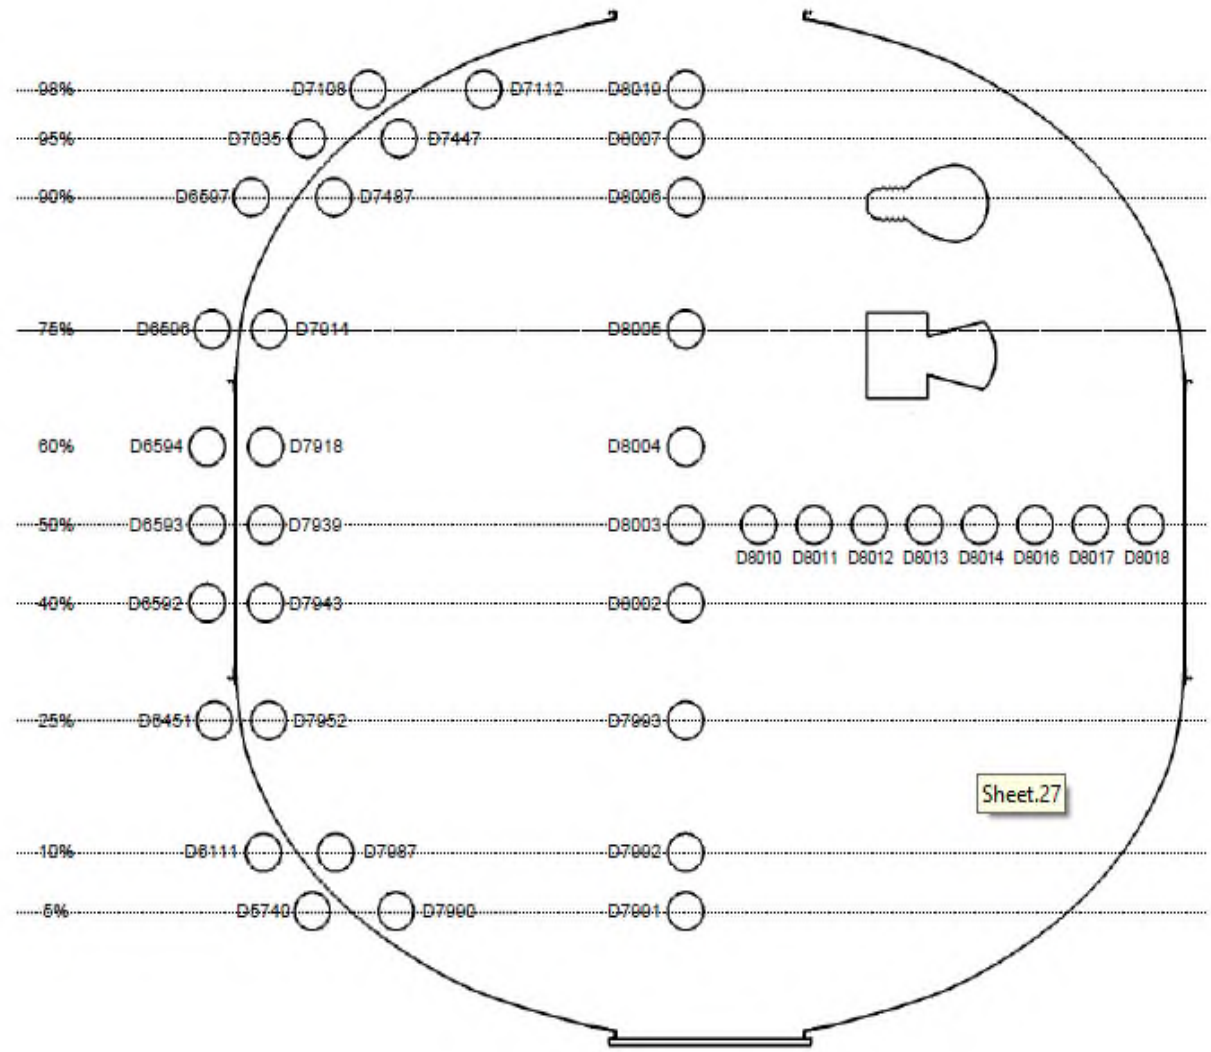 98% D7108 D7112 D8019
95% D7035 D7447 D8007
90% D6597 D7487 D8006
75% D6596 D7914 D8005
60% D6594 D7918 D8004
50% D6593 D7939 D8003
D8010 D8011 D8012 D8013 D8014 D8016 D8017 D8018
40% D6592 D7943 D8002
25% D6451 D7952 D7993
Sheet.27
10% D6111 D7987 D7992
5% D5740 D7990 D7991